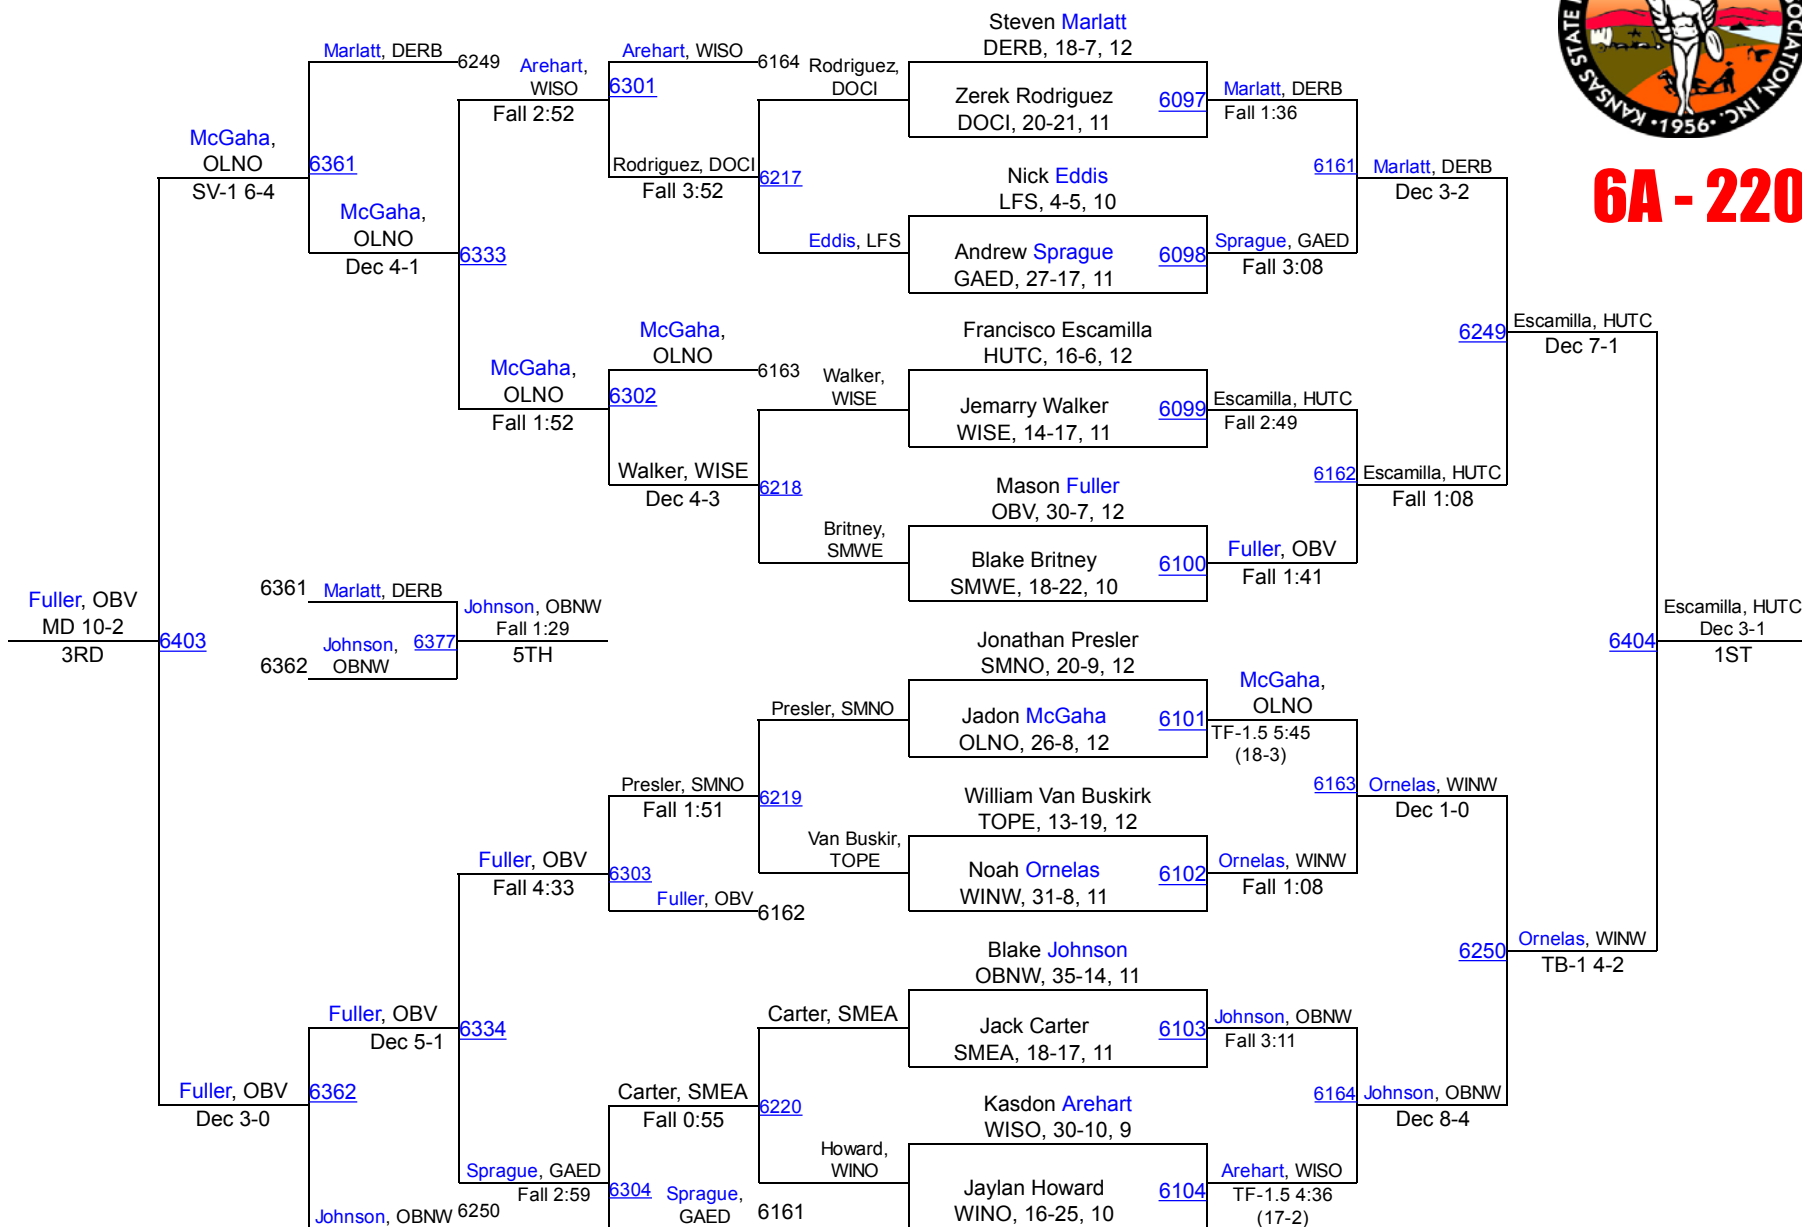 Steven Marlatt
DERB, 18-7, 12
Zerek Rodriguez
DOCI, 20-21, 11
6097
Nick Eddis
LFS, 4-5, 10
Andrew Sprague
GAED, 27-17, 11
6098
Francisco Escamilla
HUTC, 16-6, 12
Jemarry Walker
WISE, 14-17, 11
6099
Mason Fuller
OBV, 30-7, 12
Blake Britney
SMWE, 18-22, 10
6100
Jonathan Presler
SMNO, 20-9, 12
Jadon McGaha
OLNO, 26-8, 12
6101
William Van Buskirk
TOPE, 13-19, 12
Noah Ornelas
WINW, 31-8, 11
6102
Blake Johnson
OBNW, 35-14, 11
Jack Carter
SMEA, 18-17, 11
6103
Kasdon Arehart
WISO, 30-10, 9
Jaylan Howard
WINO, 16-25, 10
6104
Marlatt, DERB
Fall 1:36
6161
Sprague, GAED
Fall 3:08
Escamilla, HUTC
Fall 2:49
6162
Fuller, OBV
Fall 1:41
McGaha,
OLNO
TF-1.5 5:45
(18-3)
6163
Ornelas, WINW
Fall 1:08
Johnson, OBNW
Fall 3:11
6164
Arehart, WISO
TF-1.5 4:36
(17-2)
Marlatt, DERB
Dec 3-2
6249
Escamilla, HUTC
Fall 1:08
Ornelas, WINW
Dec 1-0
6250
Johnson, OBNW
Dec 8-4
Escamilla, HUTC
Dec 7-1
6404
Ornelas, WINW
TB-1 4-2
Escamilla, HUTC
Dec 3-1
1ST
KANSAS STATE
OCIATION, INC.
•1956•
6A - 220
Rodriguez,
DOCI
6217
Eddis, LFS
Walker,
WISE
6218
Britney,
SMWE
Presler, SMNO
6219
Van Buskir,
TOPE
Carter, SMEA
6220
Howard,
WINO
Arehart, WISO
6164
6301
Rodriguez, DOCI
Fall 3:52
McGaha,
OLNO
6163
6302
Walker, WISE
Dec 4-3
Presler, SMNO
Fall 1:51
6303
Fuller, OBV
6162
Carter, SMEA
Fall 0:55
6304
Sprague,
GAED
6161
Arehart,
WISO
Fall 2:52
6333
McGaha,
OLNO
Fall 1:52
Fuller, OBV
Fall 4:33
6334
Sprague, GAED
Fall 2:59
Marlatt, DERB
6249
6361
McGaha,
OLNO
Dec 4-1
Fuller, OBV
Dec 5-1
6362
Johnson, OBNW
6250
McGaha,
OLNO
SV-1 6-4
6403
Fuller, OBV
Dec 3-0
Fuller, OBV
MD 10-2
3RD
6361
Marlatt, DERB
6377
6362
Johnson,
OBNW
Johnson, OBNW
Fall 1:29
5TH